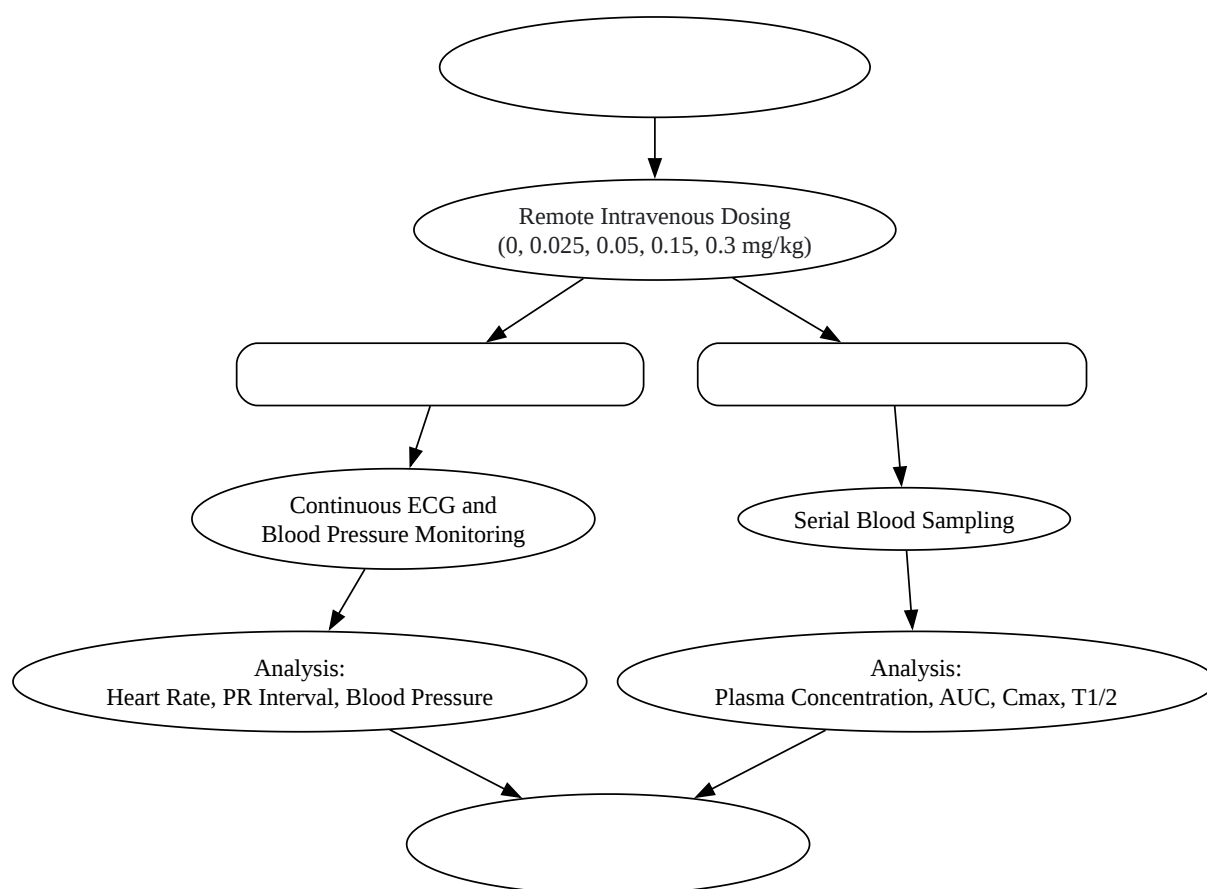 Remote Intravenous Dosing
(0, 0.025, 0.05, 0.15, 0.3 mg/kg)
Continuous ECG and
Blood Pressure Monitoring
Serial Blood Sampling
Analysis:
Heart Rate, PR Interval, Blood Pressure
Analysis:
Plasma Concentration, AUC, Cmax, T1/2